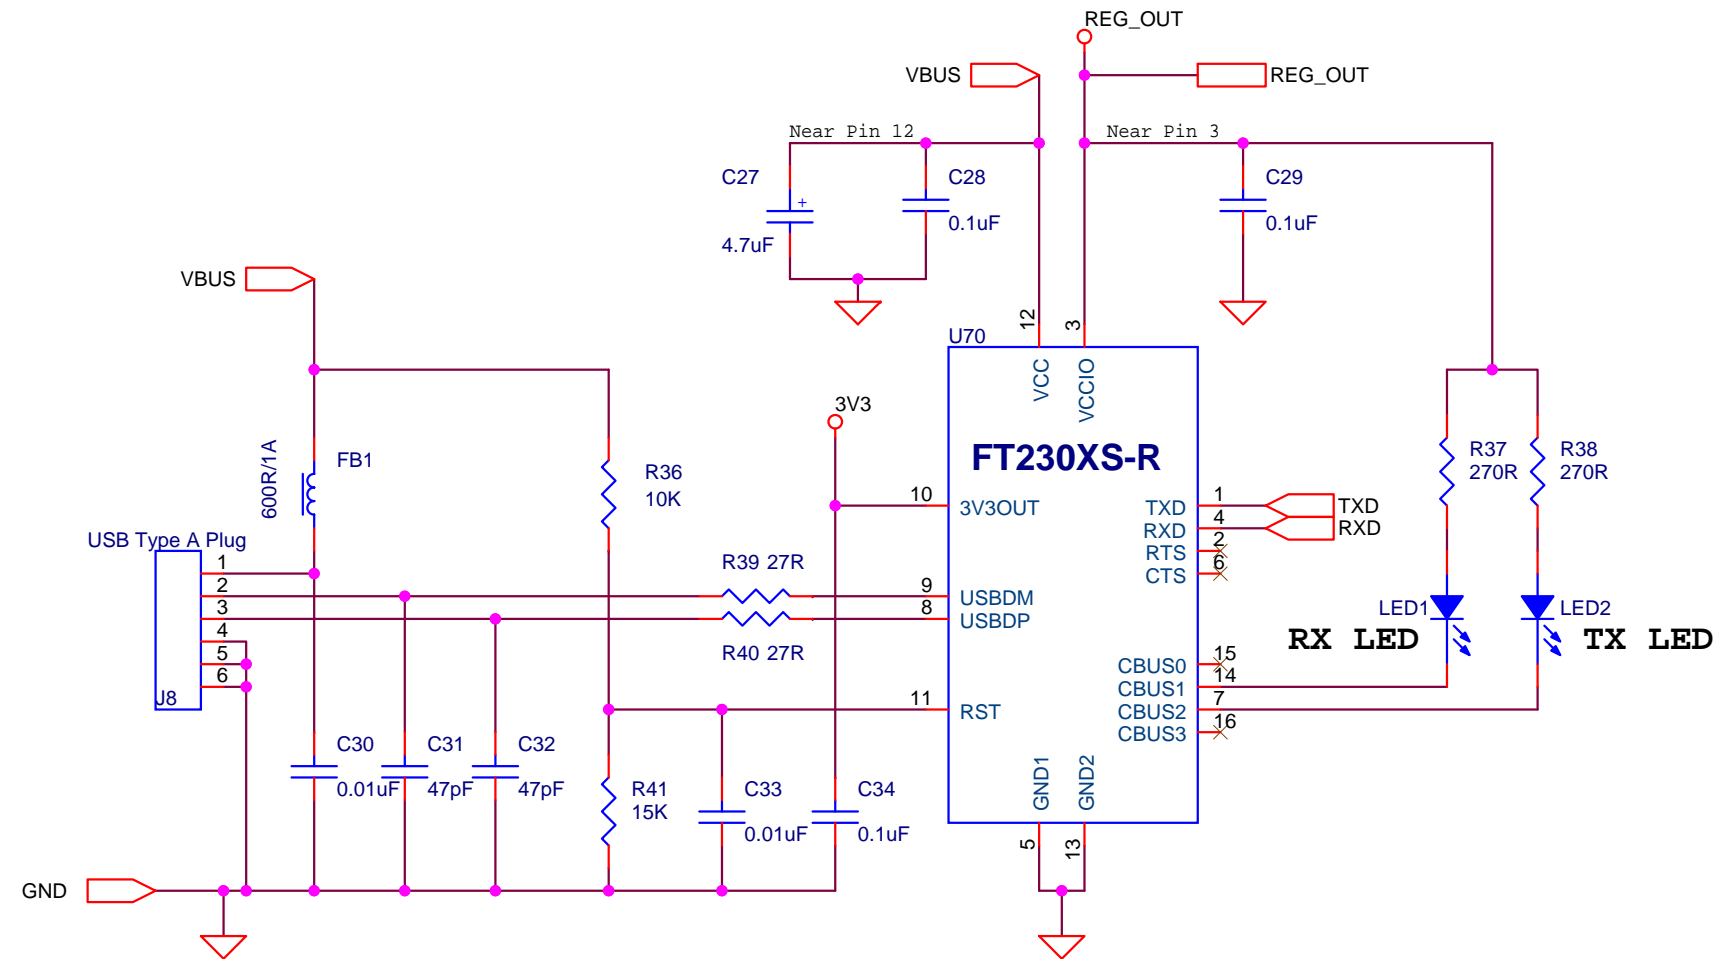 REG_OUT
VBUS
REG_OUT
Near Pin 12
Near Pin 3
C27
+
4.7uF
C28
0.1uF
C29
0.1uF
VBUS
U70
12
3
VCC
VCCIO
3V3
FT230XS-R
FB1
600R/1A
R36
10K
R37
270R
R38
270R
10
3V3OUT
TXD
1
TXD
RXD
4
RXD
RTS
2
CTS
6
USB Type A Plug
1
2
3
4
5
6
J8
R39 27R
9
USBDM
8
USBDP
R40 27R
LED1
RX LED
LED2
TX LED
CBUS0
15
CBUS1
14
CBUS2
7
CBUS3
16
11
RST
C30
0.01uF
C31
47pF
C32
47pF
R41
15K
C33
0.01uF
C34
0.1uF
GND1
GND2
5
13
GND